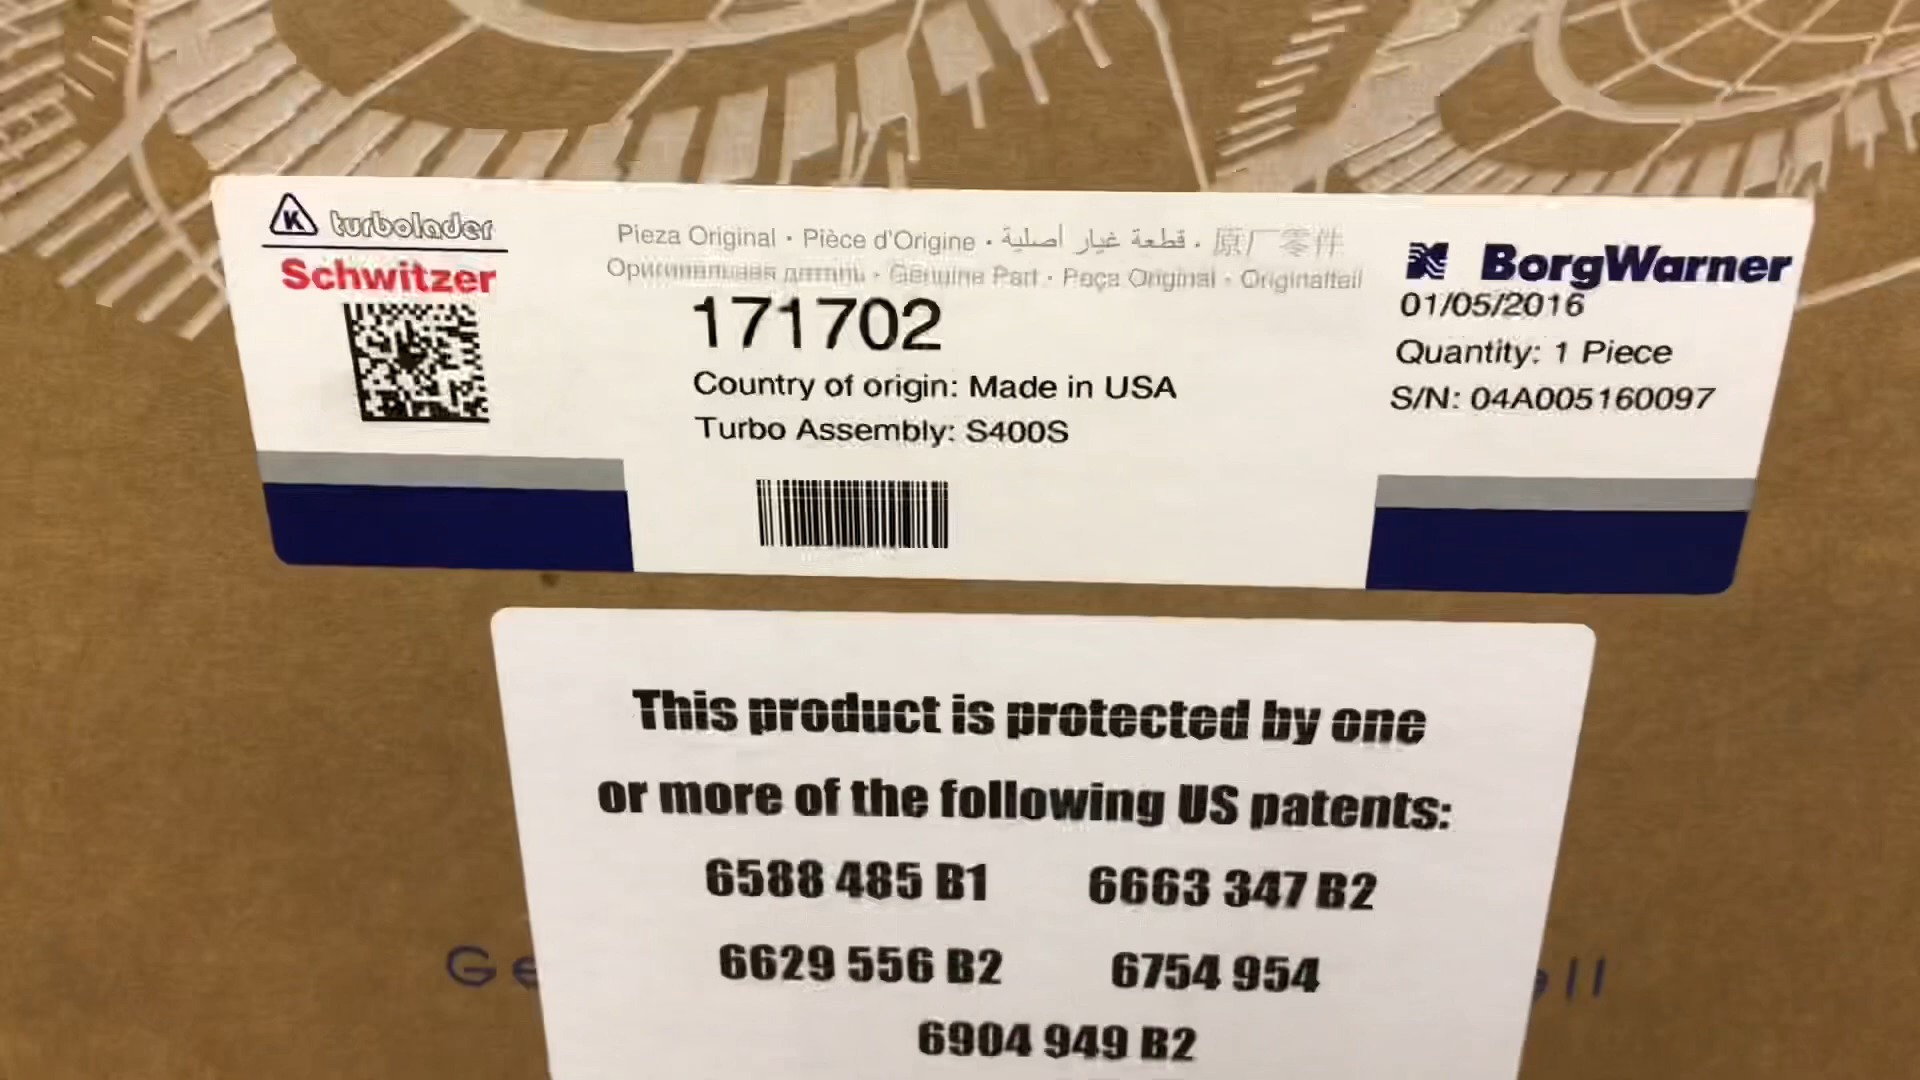 K turbolader
Schwitzer
Pieza Original · Pièce d'Origine · قطعة غيار أصلية · 原厂零件
Оригинальная деталь · Genuine Part · Peça Original · Originalteil
171702
Country of origin: Made in USA
Turbo Assembly: S400S
BorgWarner
01/05/2016
Quantity: 1 Piece
S/N: 04A005160097
This product is protected by one
or more of the following US patents:
6588 485 B1 6663 347 B2
6629 556 B2 6754 954
6904 949 B2